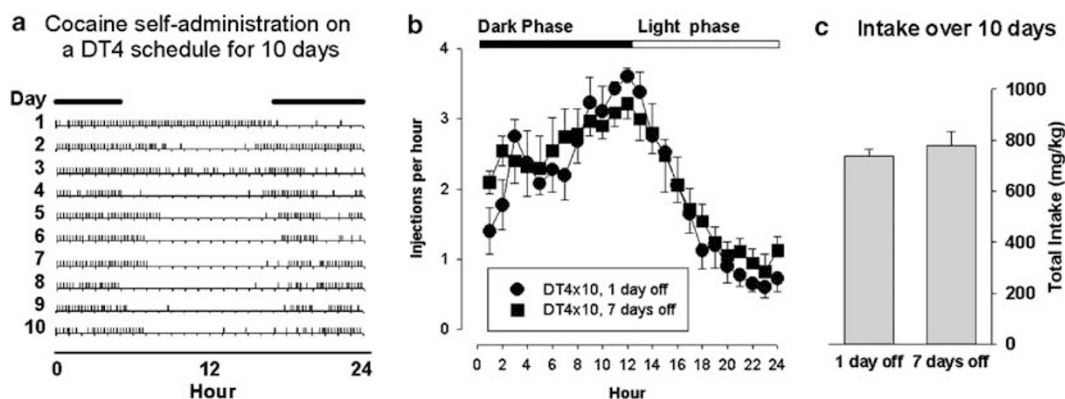 a Cocaine self-administration on
a DT4 schedule for 10 days
Day
1
2
3
4
5
6
7
8
9
10
0 12 24
Hour
b
Dark Phase Light phase
4
3
2
1
0
Injections per hour
DT4x10, 1 day off
DT4x10, 7 days off
0 2 4 6 8 10 12 14 16 18 20 22 24
Hour
c Intake over 10 days
1000
800
600
400
200
0
Total Intake (mg/kg)
1 day off 7 days off